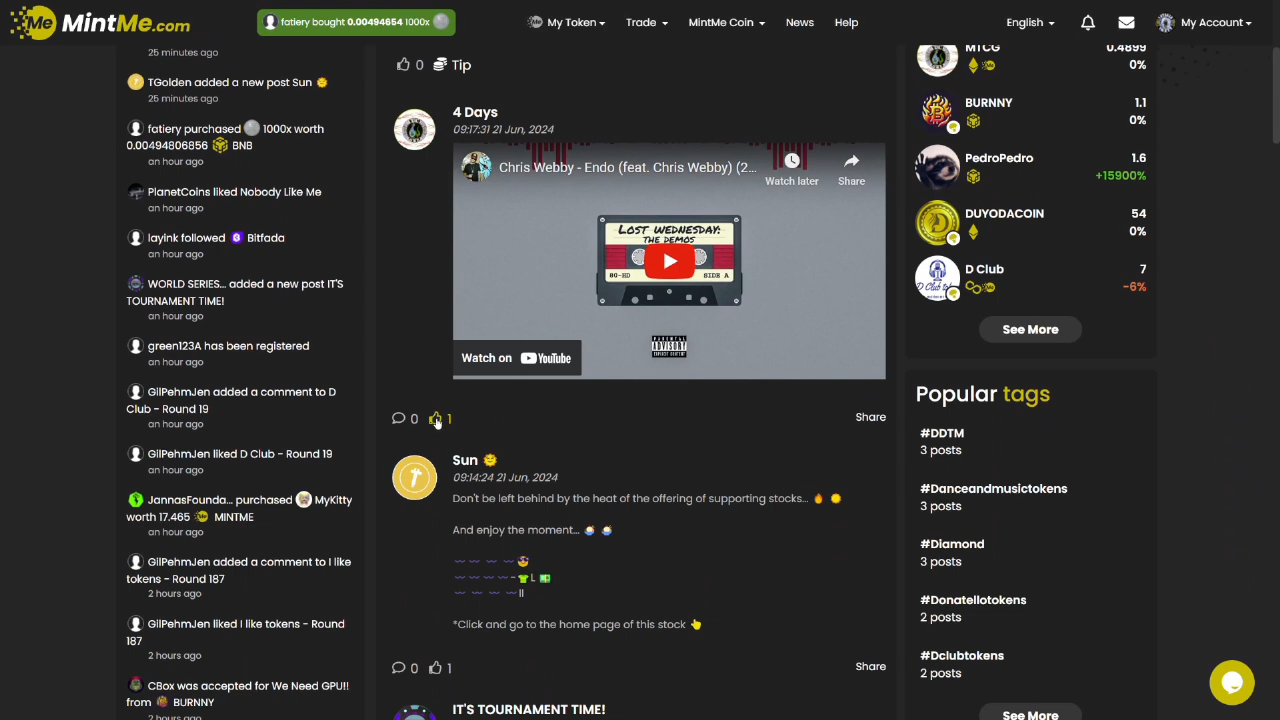 Me MintMe.com
fatiery bought 0.00494654 1000x
My Token
Trade
MintMe Coin
News
Help
English
My Account
25 minutes ago
TGolden added a new post Sun
25 minutes ago
fatiery purchased 1000x worth
0.00494806856 BNB
an hour ago
PlanetCoins liked Nobody Like Me
an hour ago
layink followed Bitfada
an hour ago
WORLD SERIES... added a new post IT'S
TOURNAMENT TIME!
an hour ago
green123A has been registered
an hour ago
GilPehmJen added a comment to D
Club - Round 19
an hour ago
GilPehmJen liked D Club - Round 19
an hour ago
JannasFounda... purchased MyKitty
worth 17.465 MINTME
an hour ago
GilPehmJen added a comment to I like
tokens - Round 187
2 hours ago
GilPehmJen liked I like tokens - Round
187
2 hours ago
CBox was accepted for We Need GPU!!
from BURNNY
2 hours ago
0 Tip
4 Days
09:17:31 21 Jun, 2024
Chris Webby - Endo (feat. Chris Webby) (2...
Watch later
Share
LOST WEDNESDAY:
THE DEMOS
80-HD SIDE A
PARENTAL
ADVISORY
EXPLICIT CONTENT
Watch on YouTube
0 1 Share
Sun
09:14:24 21 Jun, 2024
Don't be left behind by the heat of the offering of supporting stocks...
And enjoy the moment...
- L
ll
*Click and go to the home page of this stock
0 1 Share
IT'S TOURNAMENT TIME!
MTCG 0.4899
0%
BURNNY 1.1
0%
PedroPedro 1.6
+15900%
DUYODACOIN 54
0%
D Club 7
-6%
See More
Popular tags
#DDTM
3 posts
#Danceandmusictokens
3 posts
#Diamond
3 posts
#Donatellotokens
2 posts
#Dclubtokens
2 posts
See More